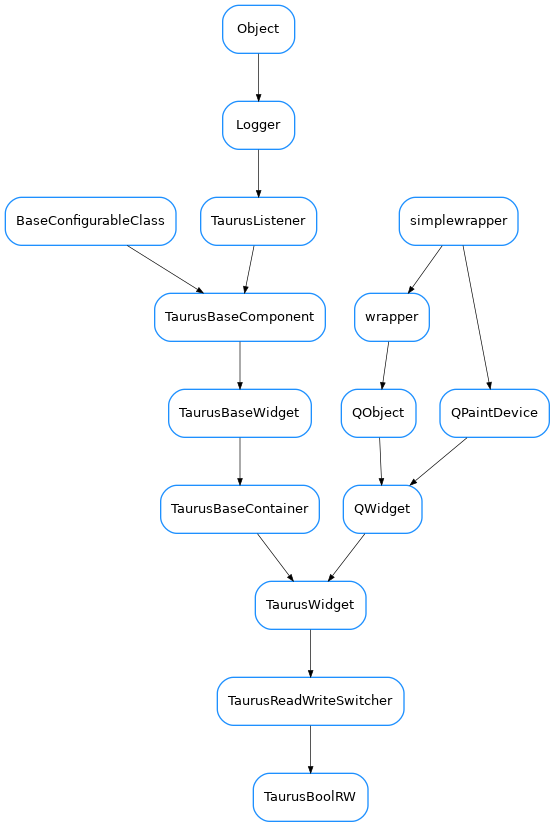 Object
Logger
BaseConfigurableClass
TaurusListener
simplewrapper
TaurusBaseComponent
wrapper
TaurusBaseWidget
QObject
QPaintDevice
TaurusBaseContainer
QWidget
TaurusWidget
TaurusReadWriteSwitcher
TaurusBoolRW